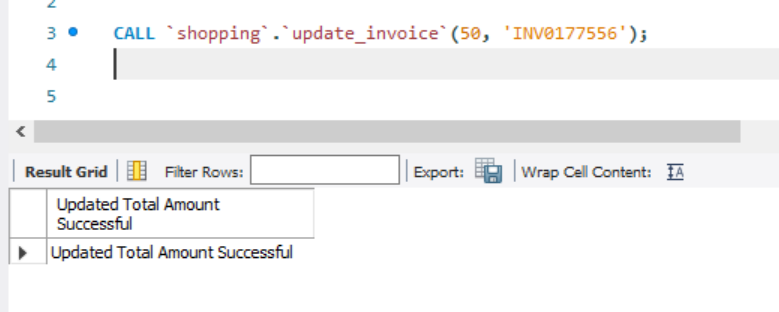 2
3 CALL `shopping`.`update_invoice`(50, 'INV0177556');
4
5
Result Grid Filter Rows: Export: Wrap Cell Content: IA
Updated Total Amount
Successful
Updated Total Amount Successful